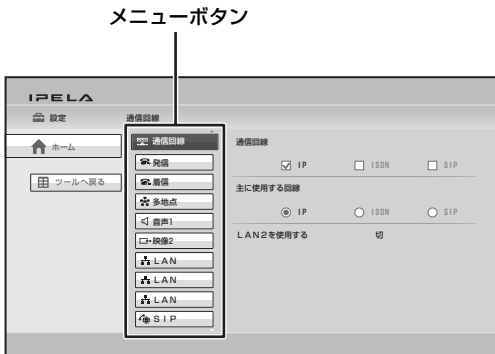 メニューボタン
IPELA
設定
通信回線
ホーム
ツールへ戻る
通信回線
発信
着信
多地点
音声1
映像2
LAN
LAN
LAN
SIP
通信回線
IP ISDN SIP
主に使用する回線
IP ISDN SIP
LAN2を使用する 切